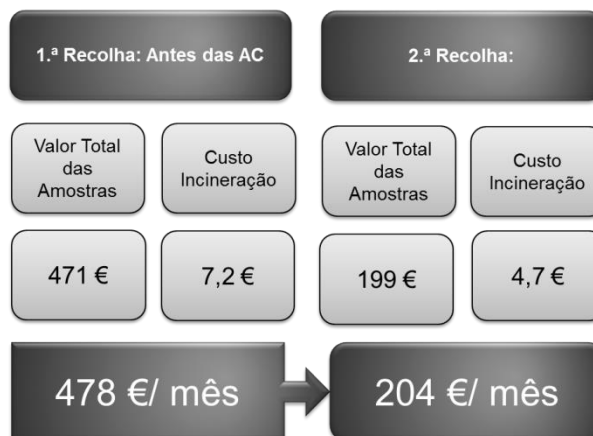 1.ª Recolha: Antes das AC
2.ª Recolha:
Valor Total
das
Amostras
Custo
Incineração
Valor Total
das
Amostras
Custo
Incineração
471 €
7,2 €
199 €
4,7 €
478 €/ mês
204 €/ mês